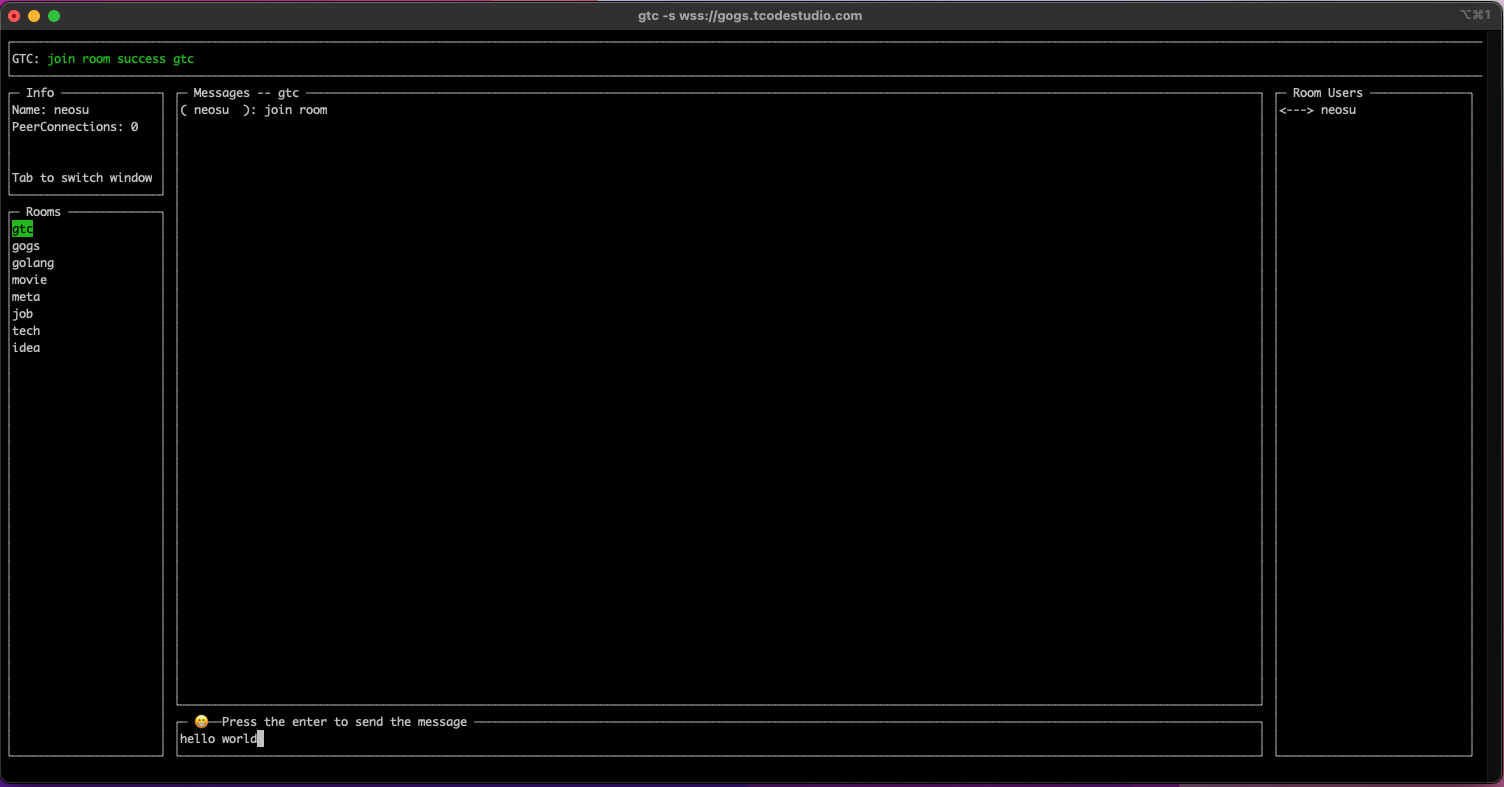 gtc -s wss://gogs.tcodestudio.com
⌥⌘1
GTC: join room success gtc
Info
Name: neosu
PeerConnections: 0
Tab to switch window
Rooms
gtc
gogs
golang
movie
meta
job
tech
idea
Messages -- gtc
( neosu  ): join room
😁 Press the enter to send the message
hello world
Room Users
<---> neosu